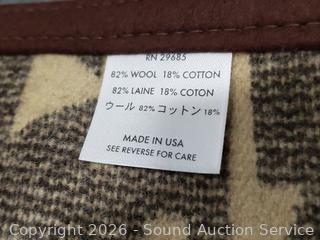 RN 29685
82% WOOL 18% COTTON
82% LAINE 18% COTON
ウール 82% コットン 18%
MADE IN USA
SEE REVERSE FOR CARE
Copyright 2026 - Sound Auction Service